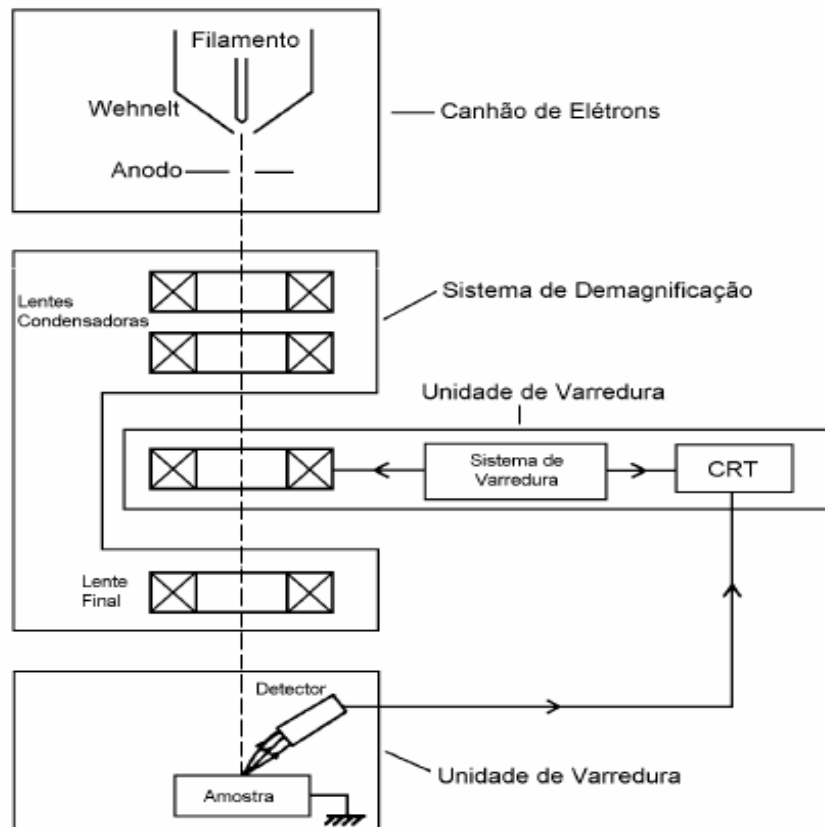 Filamento
Wehnelt
Canhão de Elétrons
Anodo
Lentes
Condensadoras
Sistema de Demagnificação
Unidade de Varredura
Sistema de
Varredura
CRT
Lente
Final
Detector
Unidade de Varredura
Amostra